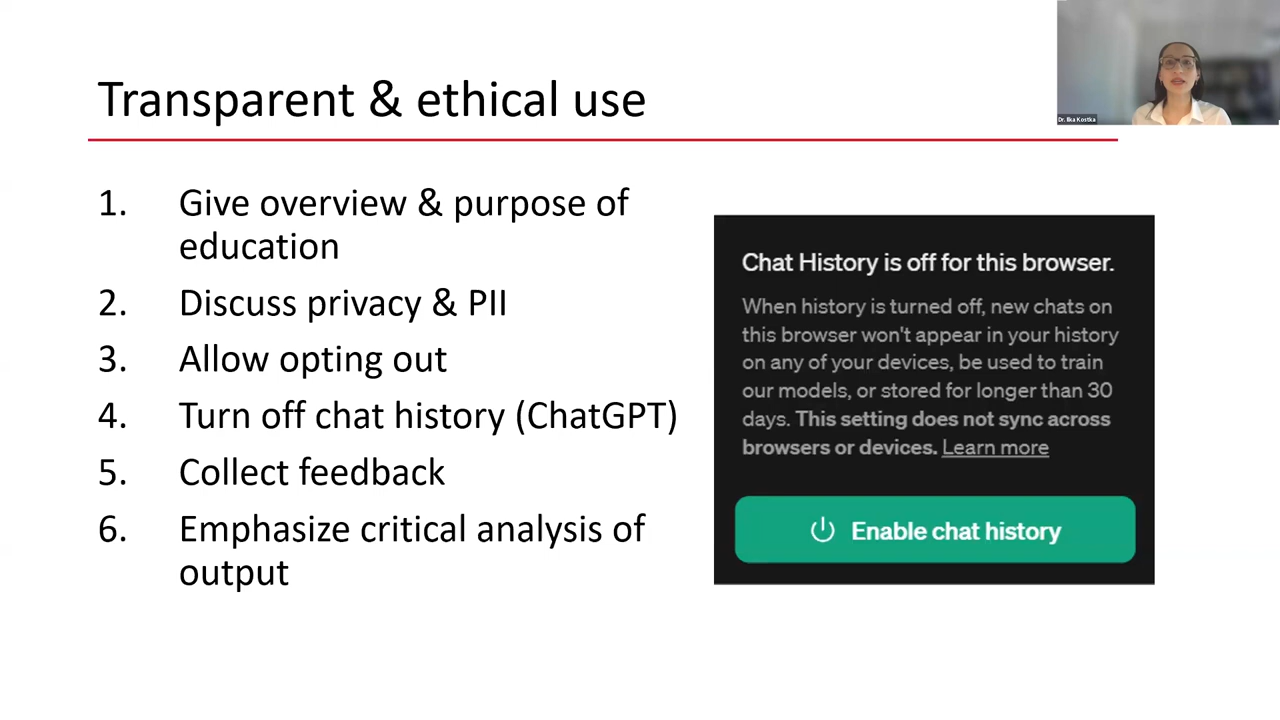 Transparent & ethical use
Dr. Ilka Kostka
1. Give overview & purpose of
education
2. Discuss privacy & PII
3. Allow opting out
4. Turn off chat history (ChatGPT)
5. Collect feedback
6. Emphasize critical analysis of
output
Chat History is off for this browser.
When history is turned off, new chats on
this browser won't appear in your history
on any of your devices, be used to train
our models, or stored for longer than 30
days. This setting does not sync across
browsers or devices. Learn more
Enable chat history